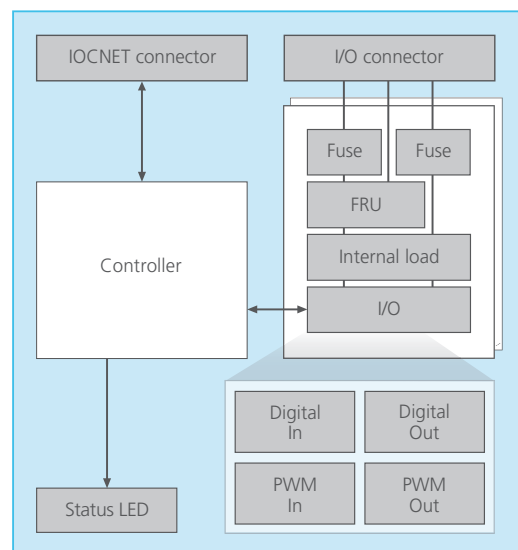 IOCNET connector
I/O connector
Fuse
Fuse
FRU
Controller
Internal load
I/O
Digital
In
Digital
Out
PWM
In
PWM
Out
Status LED